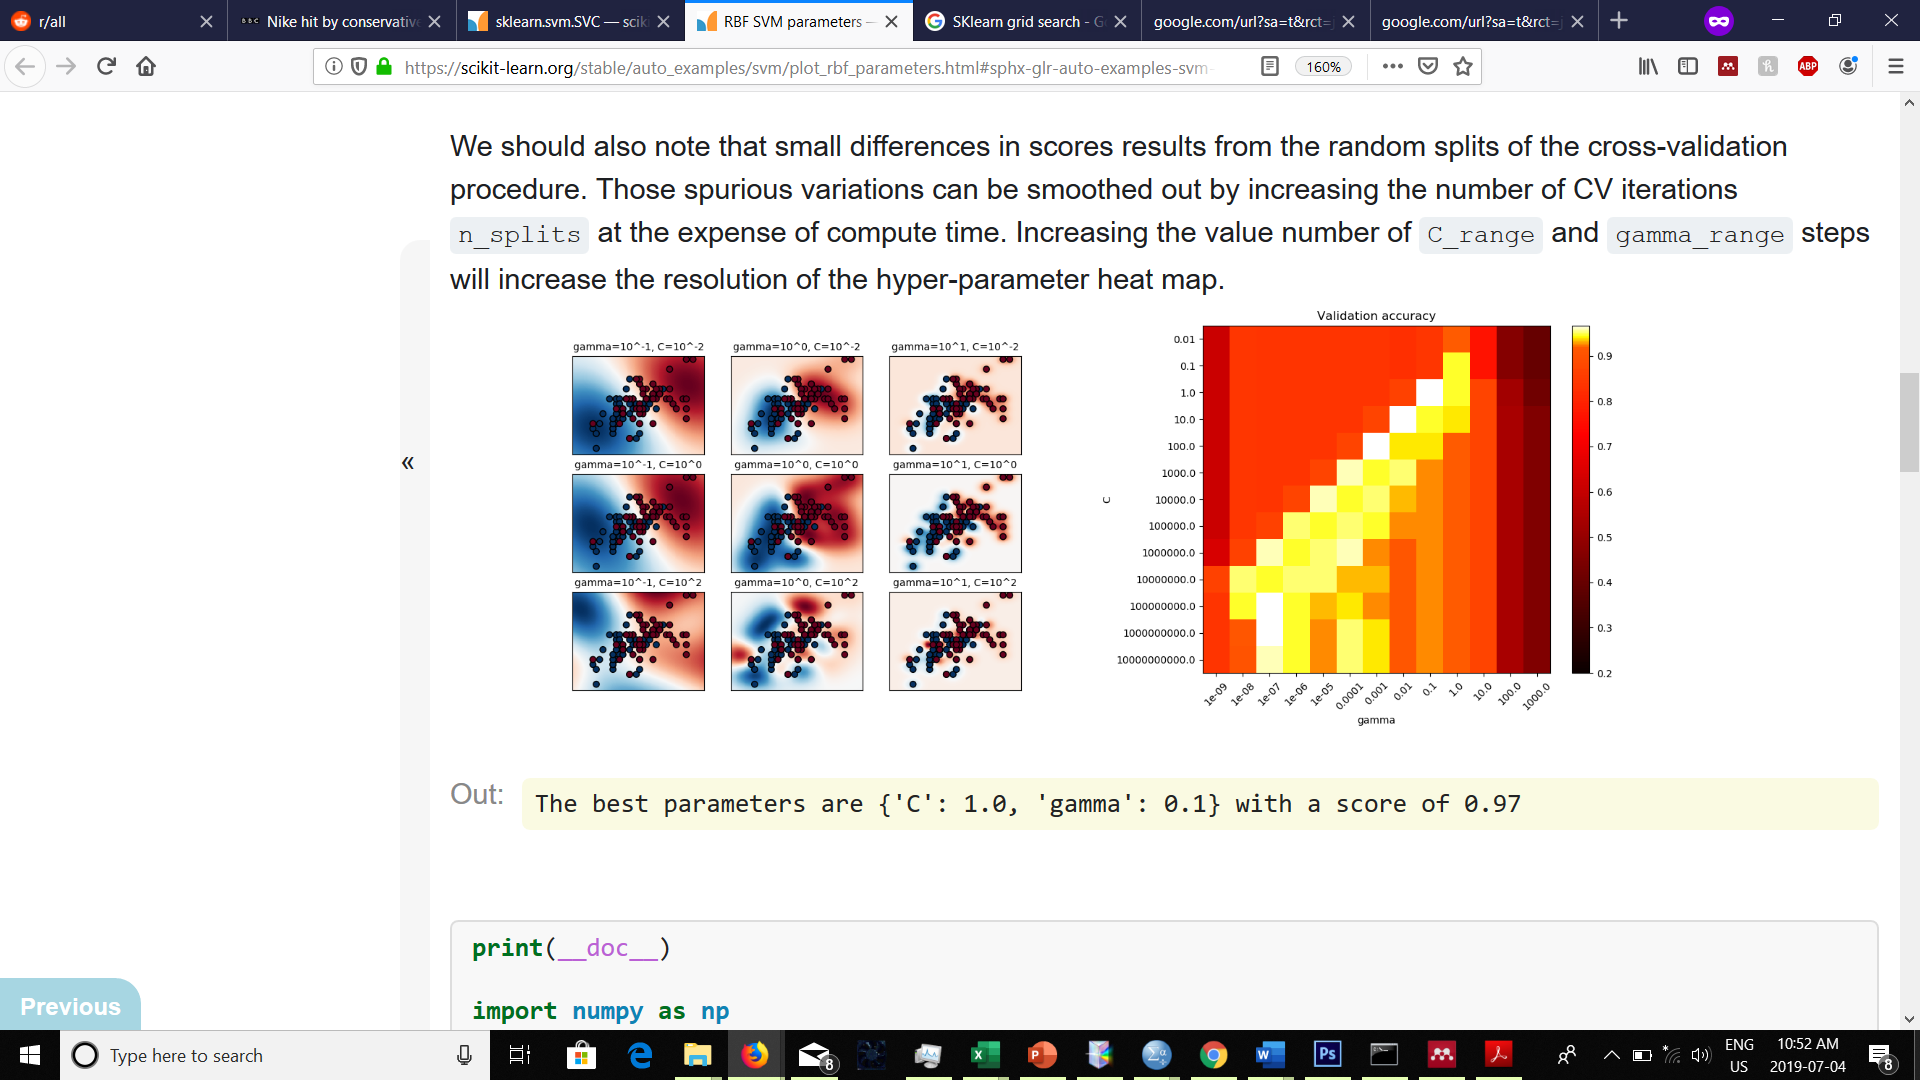 r/all
BBC Nike hit by conservativ
sklearn.svm.SVC — scik
RBF SVM parameters —
SKlearn grid search - G
google.com/url?sa=t&rct=j
google.com/url?sa=t&rct=j
https://scikit-learn.org/stable/auto_examples/svm/plot_rbf_parameters.html#sphx-glr-auto-examples-svm-
160%
ABP
We should also note that small differences in scores results from the random splits of the cross-validation
procedure. Those spurious variations can be smoothed out by increasing the number of CV iterations
n_splits at the expense of compute time. Increasing the value number of C_range and gamma_range steps
will increase the resolution of the hyper-parameter heat map.
«
gamma=10^-1, C=10^-2
gamma=10^0, C=10^-2
gamma=10^1, C=10^-2
gamma=10^-1, C=10^0
gamma=10^0, C=10^0
gamma=10^1, C=10^0
gamma=10^-1, C=10^2
gamma=10^0, C=10^2
gamma=10^1, C=10^2
Validation accuracy
C
0.01
0.1
1.0
10.0
100.0
1000.0
10000.0
100000.0
1000000.0
10000000.0
100000000.0
1000000000.0
10000000000.0
1e-09
1e-08
1e-07
1e-06
1e-05
0.0001
0.001
0.01
0.1
1.0
10.0
100.0
1000.0
gamma
0.9
0.8
0.7
0.6
0.5
0.4
0.3
0.2
Out:
The best parameters are {'C': 1.0, 'gamma': 0.1} with a score of 0.97
print(__doc__)
import numpy as np
Previous
Type here to search
8
ENG
US
10:52 AM
2019-07-04
8